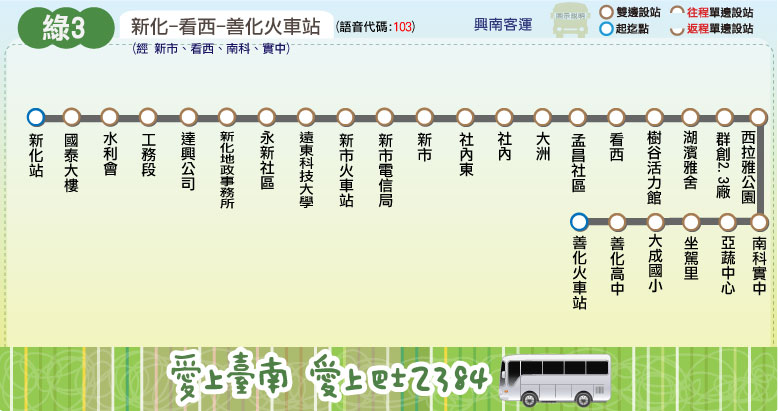 綠3
新化-看西-善化火車站 (語音代碼:103)
(經 新市、看西、南科、實中)
興南客運
雙邊設站
起迄點
往程單邊設站
返程單邊設站
新化站
國泰大樓
水利會
工務段
達興公司
新化地政事務所
永新社區
遠東科技大學
新市火車站
新市電信局
新市
社內東
社內
大洲
孟昌社區
看西
樹谷活力館
湖濱雅舍
群創2.3廠
西拉雅公園
南科實中
亞蔬中心
坐駕里
大成國小
善化高中
善化火車站
愛上臺南 愛上巴士2384